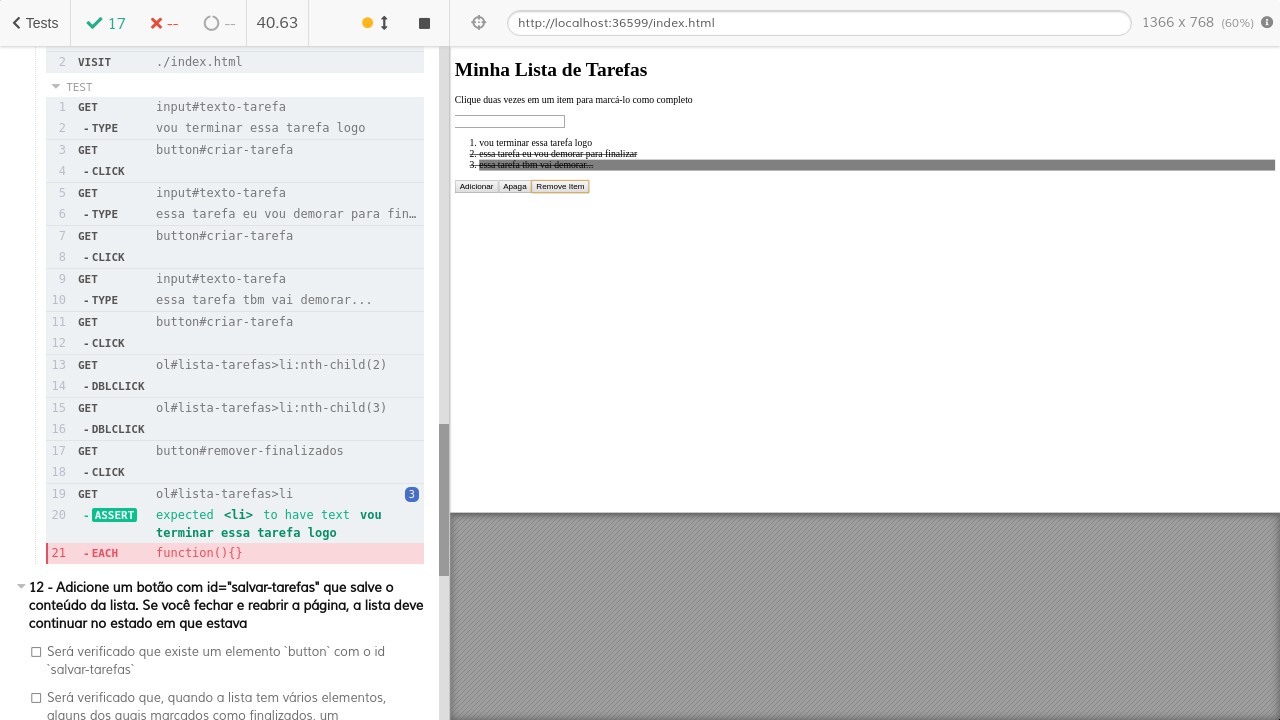 Tests
17
--
--
40.63
http://localhost:36599/index.html
1366 x 768 (60%)
2 VISIT ./index.html
TEST
1 GET input#texto-tarefa
2 - TYPE vou terminar essa tarefa logo
3 GET button#criar-tarefa
4 - CLICK
5 GET input#texto-tarefa
6 - TYPE essa tarefa eu vou demorar para fin…
7 GET button#criar-tarefa
8 - CLICK
9 GET input#texto-tarefa
10 - TYPE essa tarefa tbm vai demorar...
11 GET button#criar-tarefa
12 - CLICK
13 GET ol#lista-tarefas>li:nth-child(2)
14 - DBLCLICK
15 GET ol#lista-tarefas>li:nth-child(3)
16 - DBLCLICK
17 GET button#remover-finalizados
18 - CLICK
19 GET ol#lista-tarefas>li 3
20 - ASSERT expected <li> to have text vou
terminar essa tarefa logo
21 - EACH function(){}
12 - Adicione um botão com id="salvar-tarefas" que salve o
conteúdo da lista. Se você fechar e reabrir a página, a lista deve
continuar no estado em que estava
Será verificado que existe um elemento `button` com o id
`salvar-tarefas`
Será verificado que, quando a lista tem vários elementos,
alguns dos quais marcados como finalizados, um
Minha Lista de Tarefas
Clique duas vezes em um item para marcá-lo como completo
1. vou terminar essa tarefa logo
2. essa tarefa eu vou demorar para finalizar
3. essa tarefa tbm vai demorar...
Adicionar Apaga Remove Item